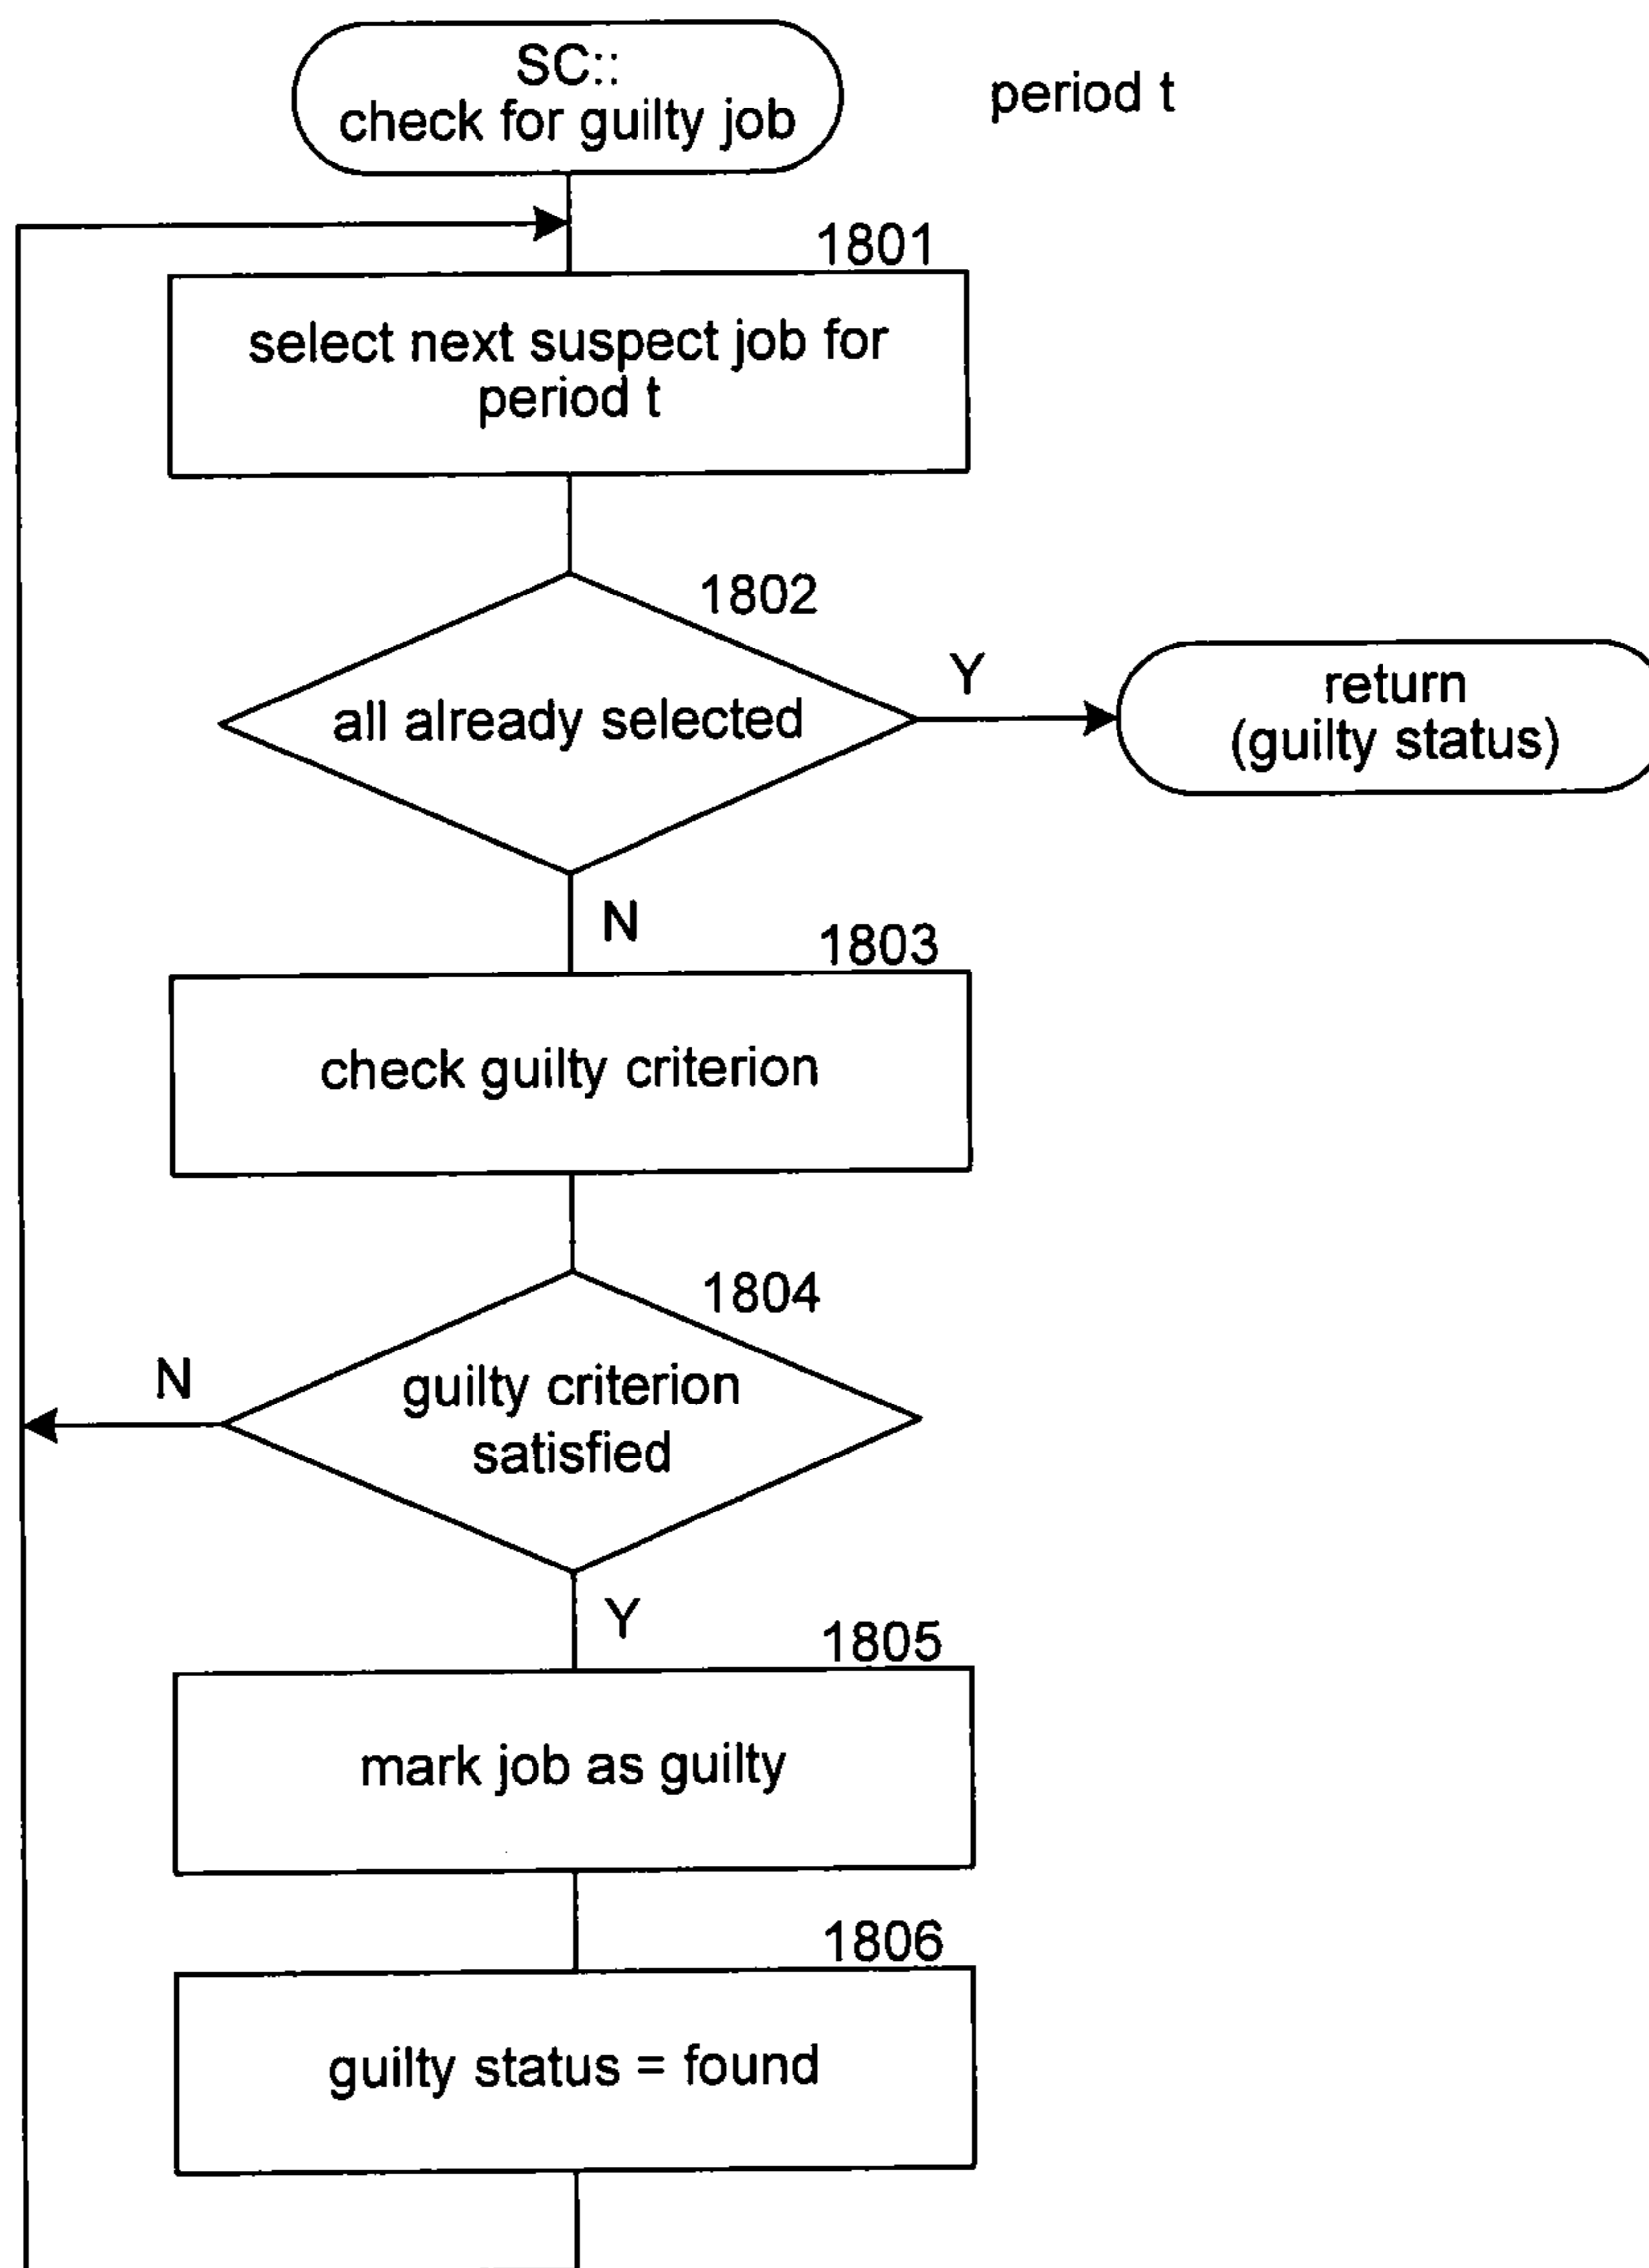 SC::
check for guilty job
period t
1801
select next suspect job for
period t
1802
all already selected
Y
return
(guilty status)
N
1803
check guilty criterion
1804
N
guilty criterion
satisfied
Y
1805
mark job as guilty
1806
guilty status = found